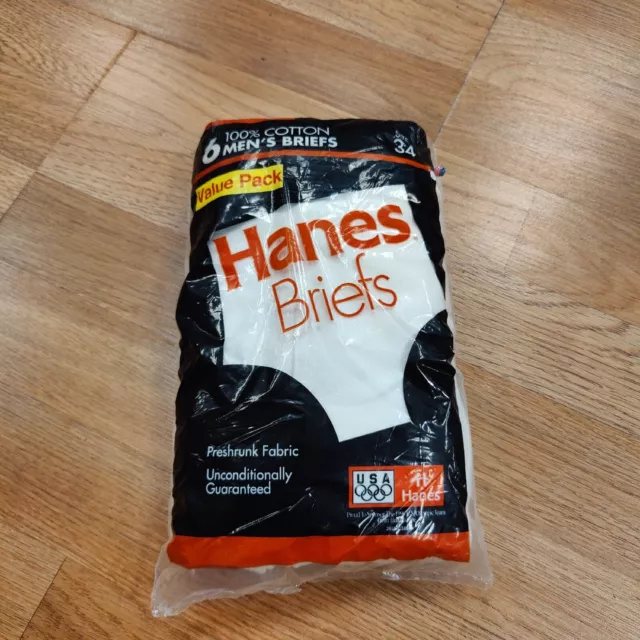 100% COTTON
6 MEN'S BRIEFS
34
Value Pack
Hanes
Briefs
Preshrunk Fabric
Unconditionally
Guaranteed
USA
Hanes